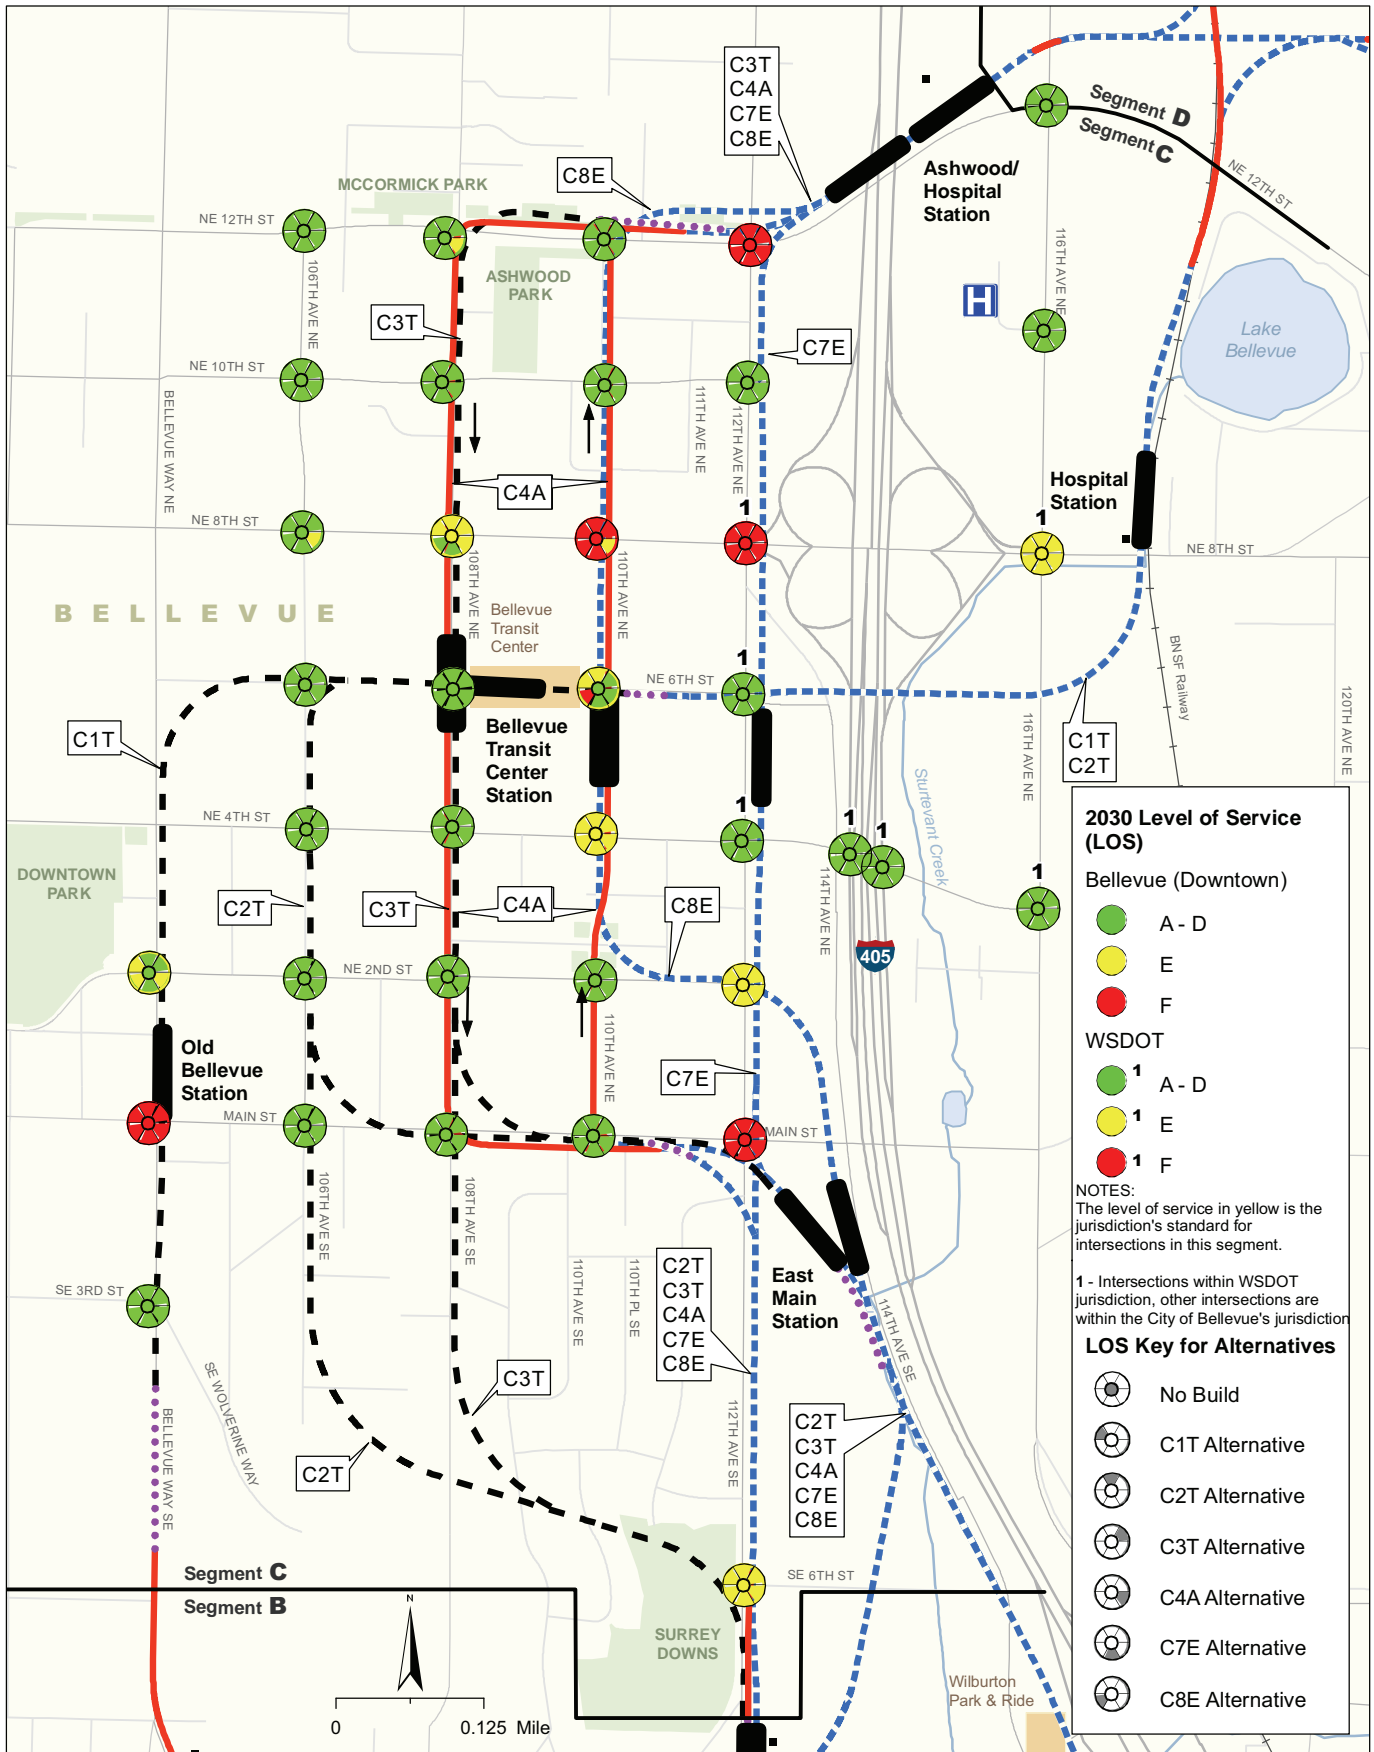 C3T
C4A
C7E
C8E
Segment D
Segment C
NE 12TH ST
C8E
MCCORMICK PARK
NE 12TH ST
Ashwood/
Hospital
Station
106TH AVE NE
ASHWOOD
PARK
116TH AVE NE
H
Lake
Bellevue
C3T
C7E
NE 10TH ST
BELLEVUE WAY NE
111TH AVE NE
112TH AVE NE
C4A
Hospital
Station
1
1
NE 8TH ST
NE 8TH ST
108TH AVE NE
110TH AVE NE
BELLEVUE
Bellevue
Transit
Center
BNSF Railway
1
NE 6TH ST
120TH AVE NE
116TH AVE NE
C1T
Bellevue
Transit
Center
Station
C1T
C2T
Sturtevant Creek
NE 4TH ST
1
1
1
1
DOWNTOWN
PARK
114TH AVE NE
C2T
C3T
C4A
C8E
405
NE 2ND ST
110TH AVE NE
Old
Bellevue
Station
C7E
MAIN ST
MAIN ST
106TH AVE SE
108TH AVE SE
110TH AVE SE
110TH PL SE
C2T
C3T
C4A
C7E
C8E
East
Main
Station
SE 3RD ST
114TH AVE SE
SE WOLVERINE WAY
C3T
BELLEVUE WAY SE
112TH AVE SE
C2T
C2T
C3T
C4A
C7E
C8E
Segment C
Segment B
SE 6TH ST
N
SURREY
DOWNS
Wilburton
Park & Ride
0 0.125 Mile
2030 Level of Service
(LOS)
Bellevue (Downtown)
A - D
E
F
WSDOT
1 A - D
1 E
1 F
NOTES:
The level of service in yellow is the
jurisdiction's standard for
intersections in this segment.
1 - Intersections within WSDOT
jurisdiction, other intersections are
within the City of Bellevue's jurisdiction
LOS Key for Alternatives
No Build
C1T Alternative
C2T Alternative
C3T Alternative
C4A Alternative
C7E Alternative
C8E Alternative